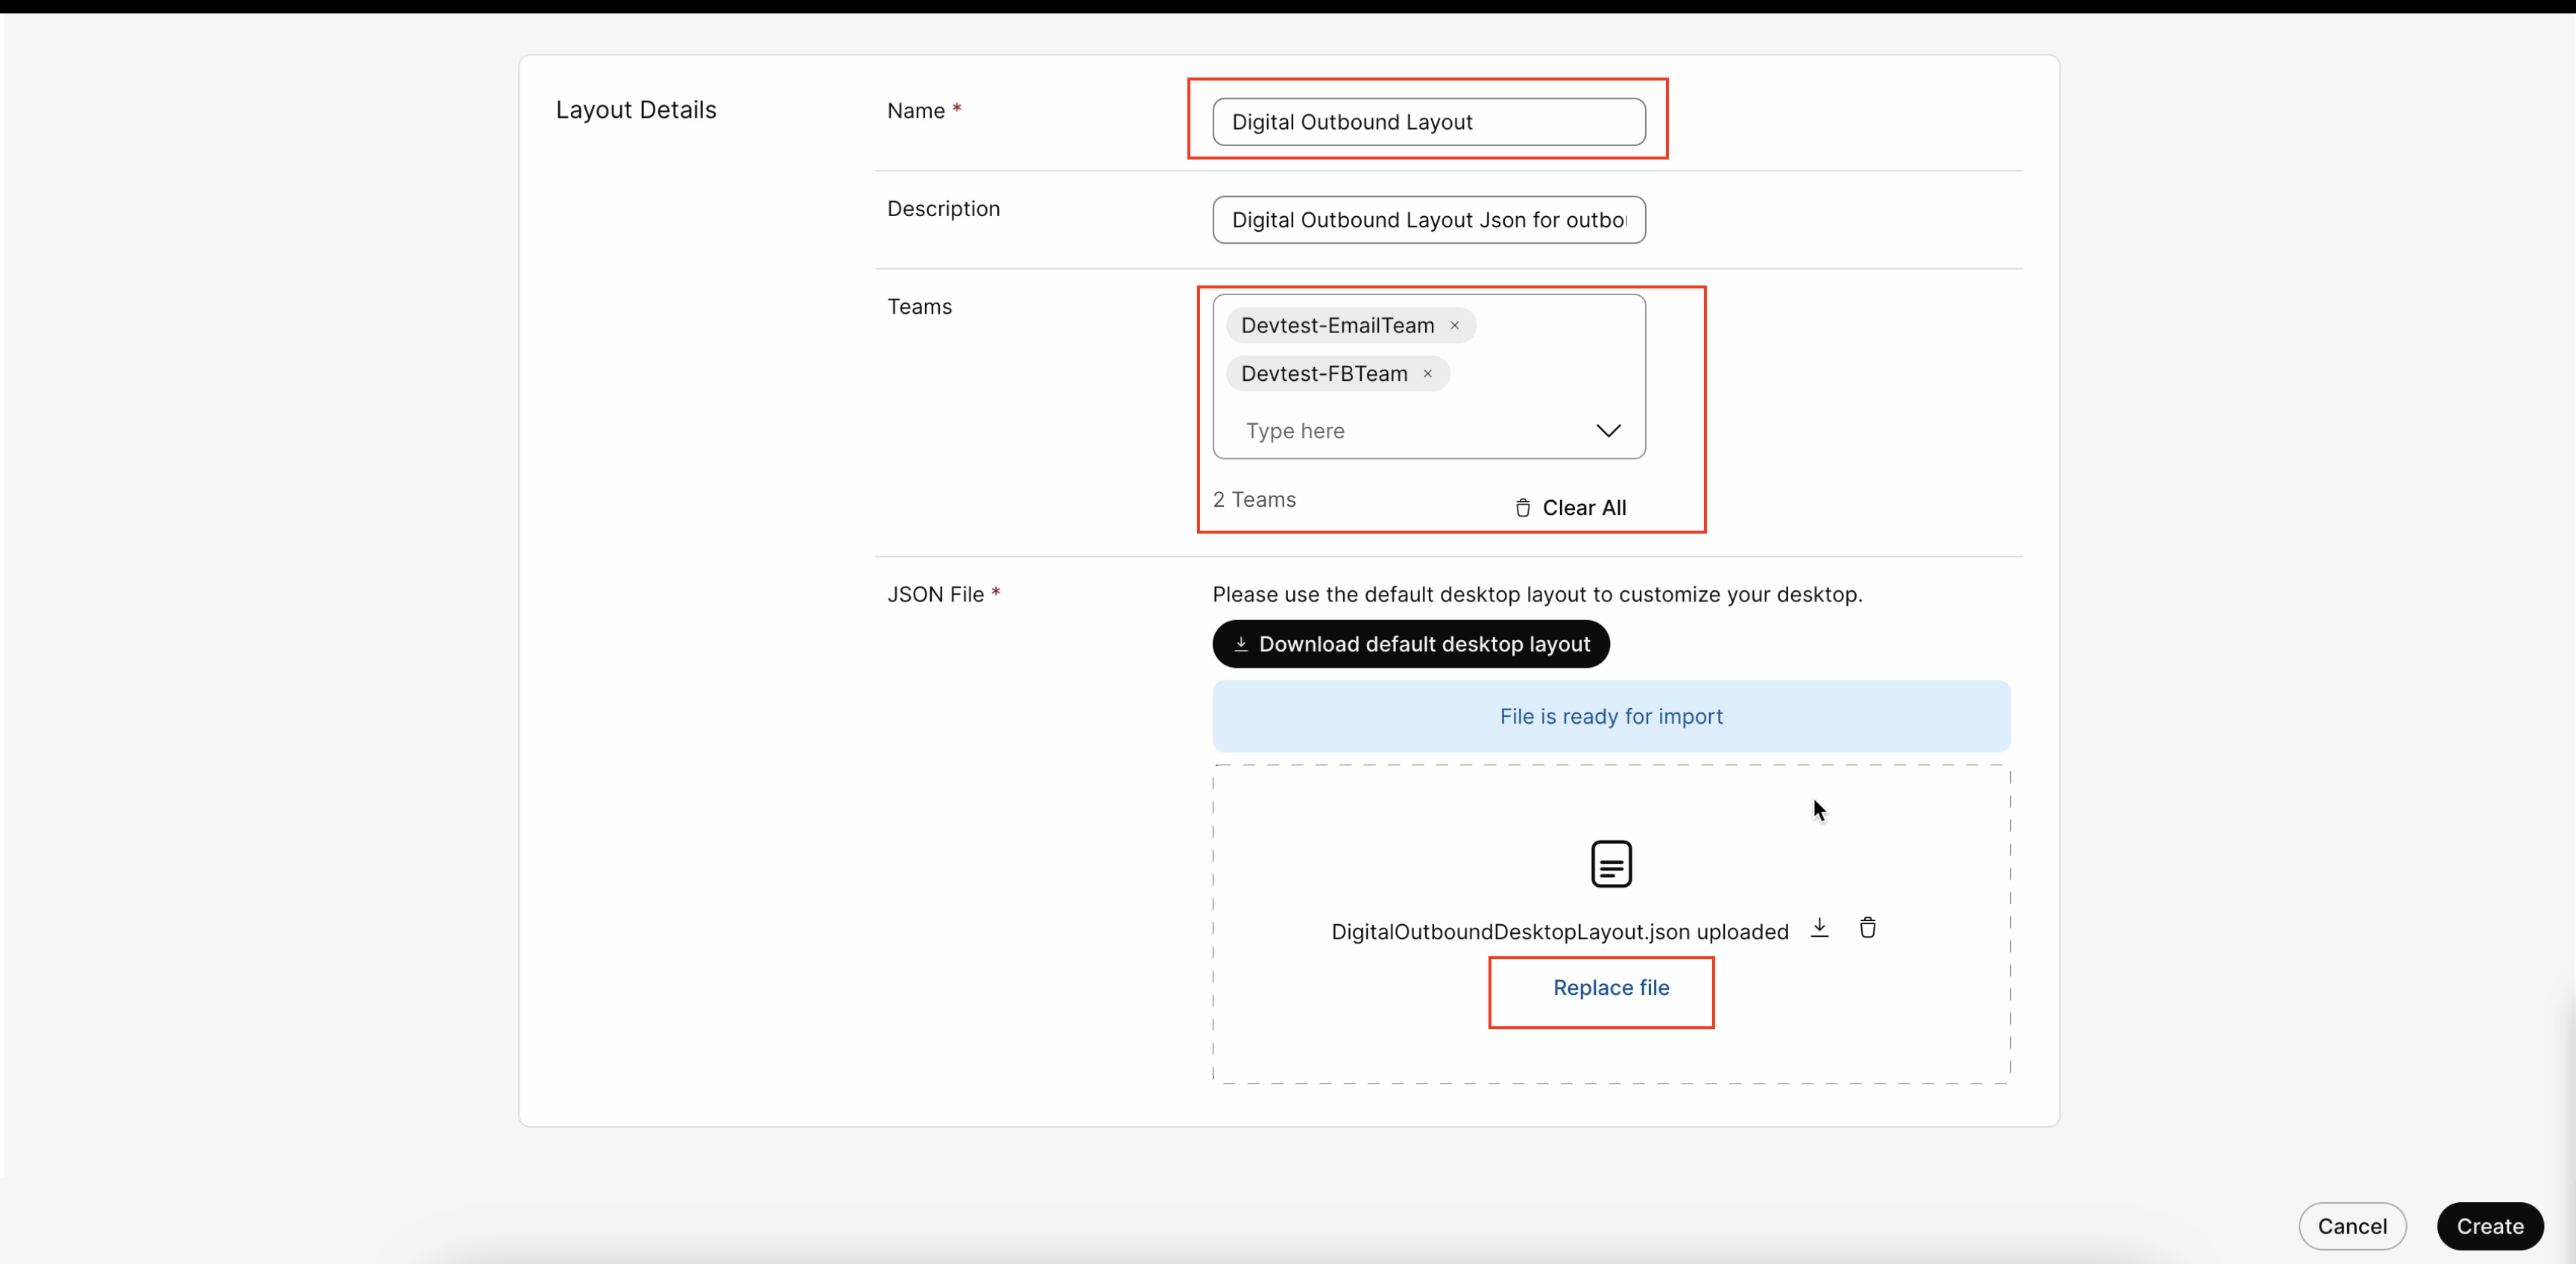 Layout Details
Name *
Digital Outbound Layout
Description
Digital Outbound Layout Json for outbo
Teams
Devtest-EmailTeam ×
Devtest-FBTeam ×
Type here
2 Teams
Clear All
JSON File *
Please use the default desktop layout to customize your desktop.
Download default desktop layout
File is ready for import
DigitalOutboundDesktopLayout.json uploaded
Replace file
Cancel
Create